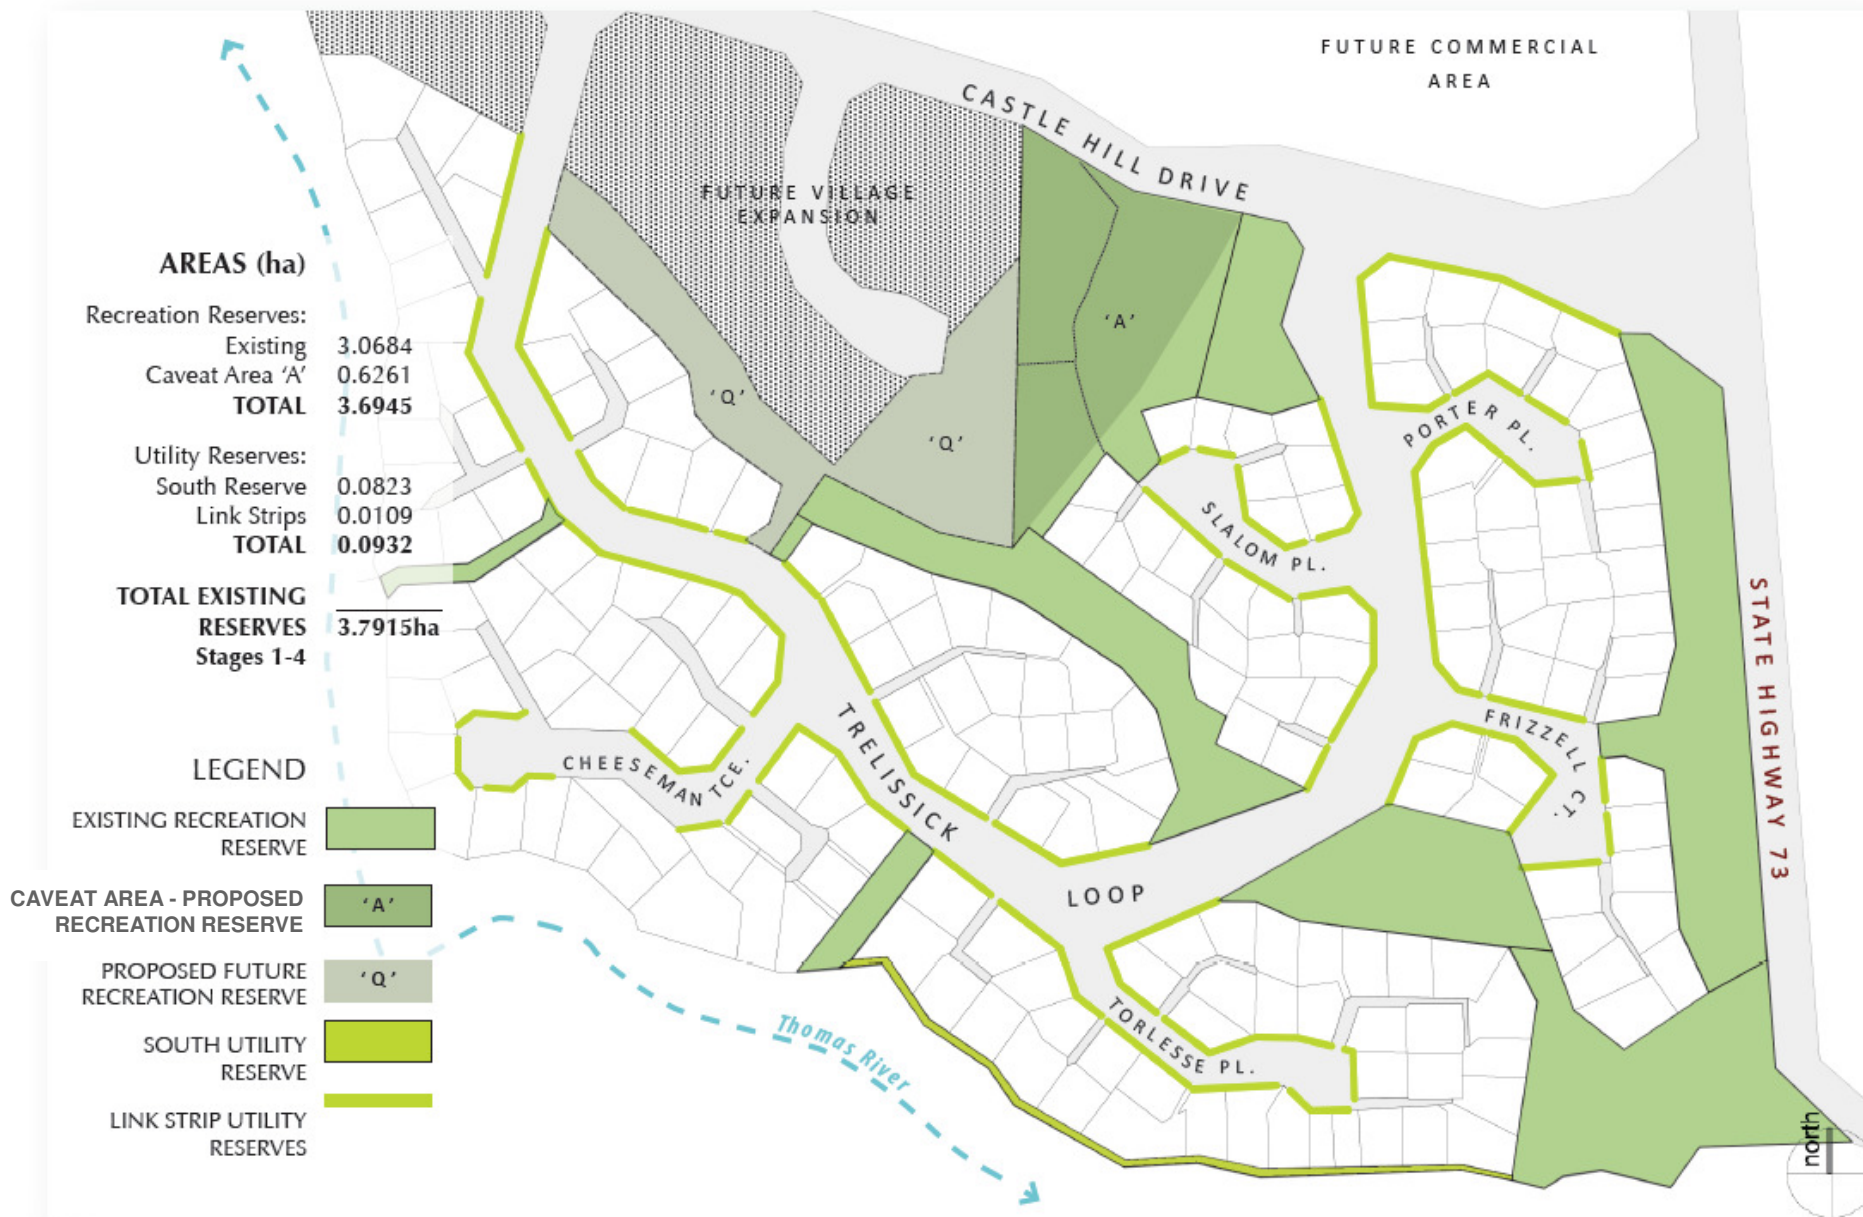 FUTURE COMMERCIAL
AREA
CASTLE HILL DRIVE
FUTURE VILLAGE
EXPANSION
'A'
'Q'
'Q'
PORTER PL.
SLALOM PL.
STATE HIGHWAY 73
FRIZZELL CT.
TRELISSICK
LOOP
CHEESEMAN TCE.
TORLESSE PL.
Thomas River
north
AREAS (ha)
Recreation Reserves:
Existing 3.0684
Caveat Area 'A' 0.6261
TOTAL 3.6945
Utility Reserves:
South Reserve 0.0823
Link Strips 0.0109
TOTAL 0.0932
TOTAL EXISTING
RESERVES 3.7915ha
Stages 1-4
LEGEND
EXISTING RECREATION
RESERVE
CAVEAT AREA - PROPOSED
RECREATION RESERVE
'A'
PROPOSED FUTURE
RECREATION RESERVE
'Q'
SOUTH UTILITY
RESERVE
LINK STRIP UTILITY
RESERVES